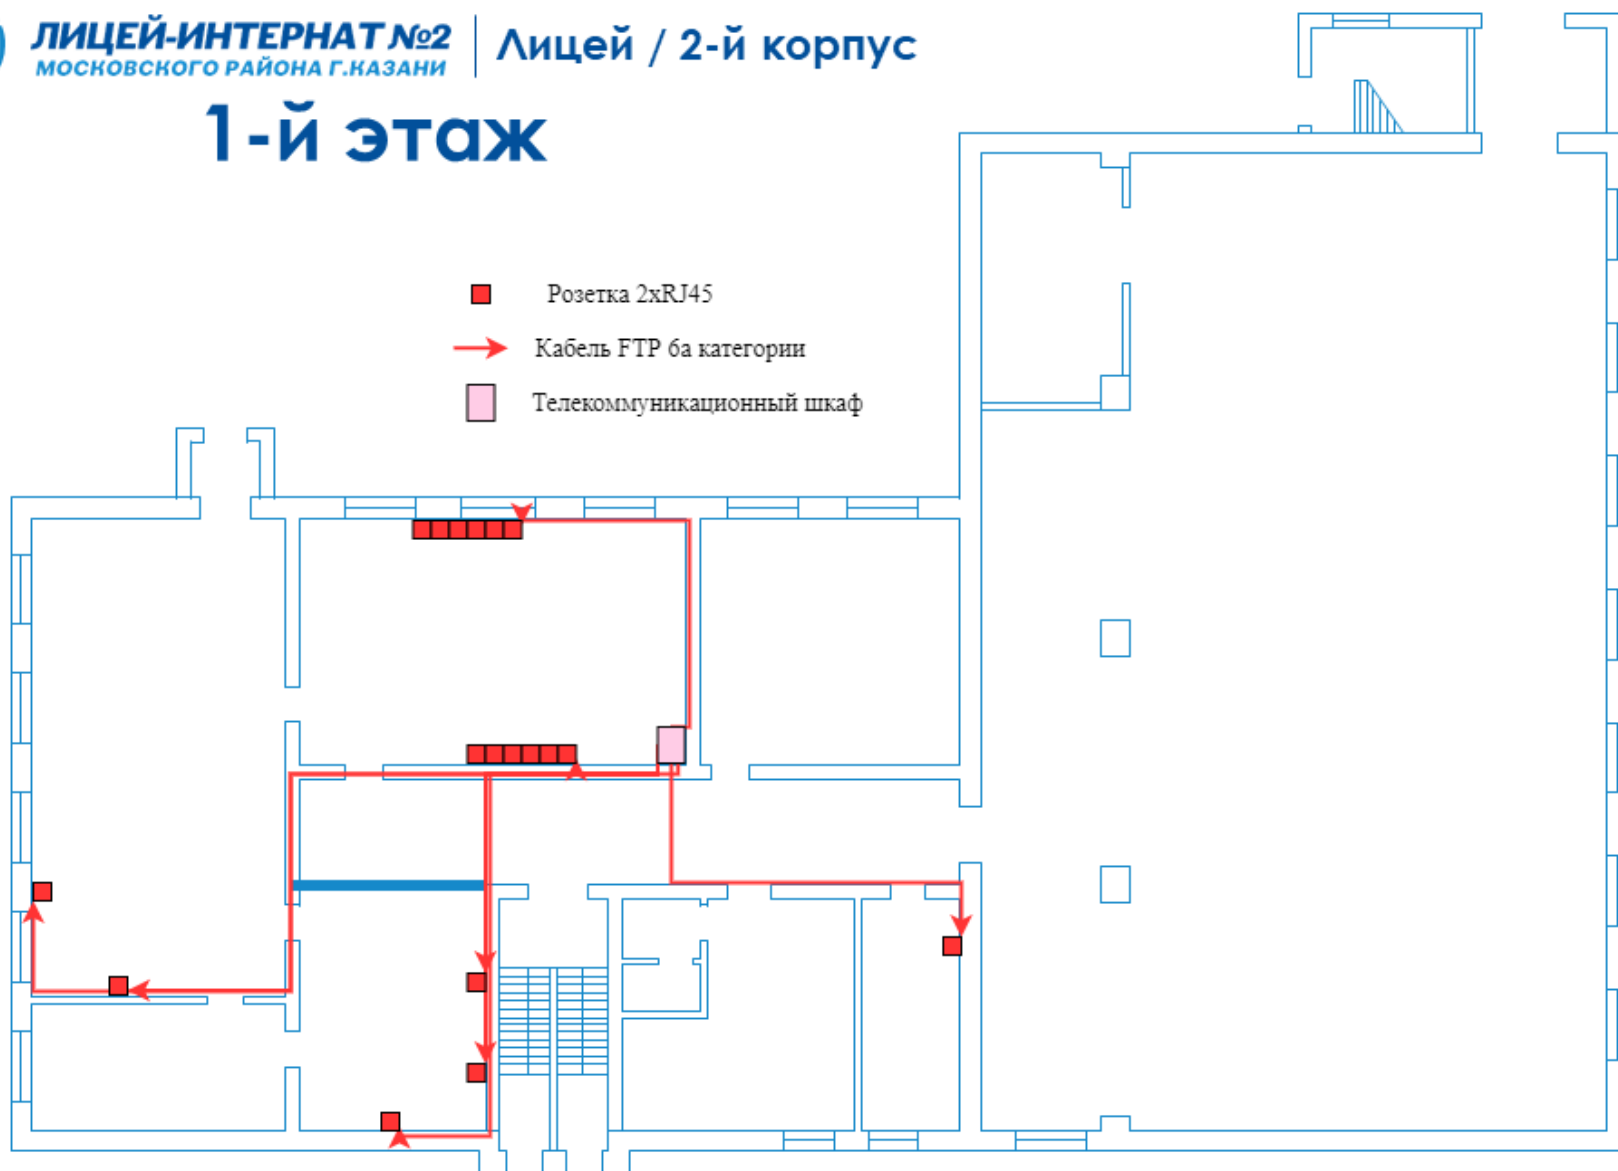 ЛИЦЕЙ-ИНТЕРНАТ №2
МОСКОВСКОГО РАЙОНА Г.КАЗАНИ
Лицей / 2-й корпус
1-й этаж
Розетка 2xRJ45
Кабель FTP 6а категории
Телекоммуникационный шкаф